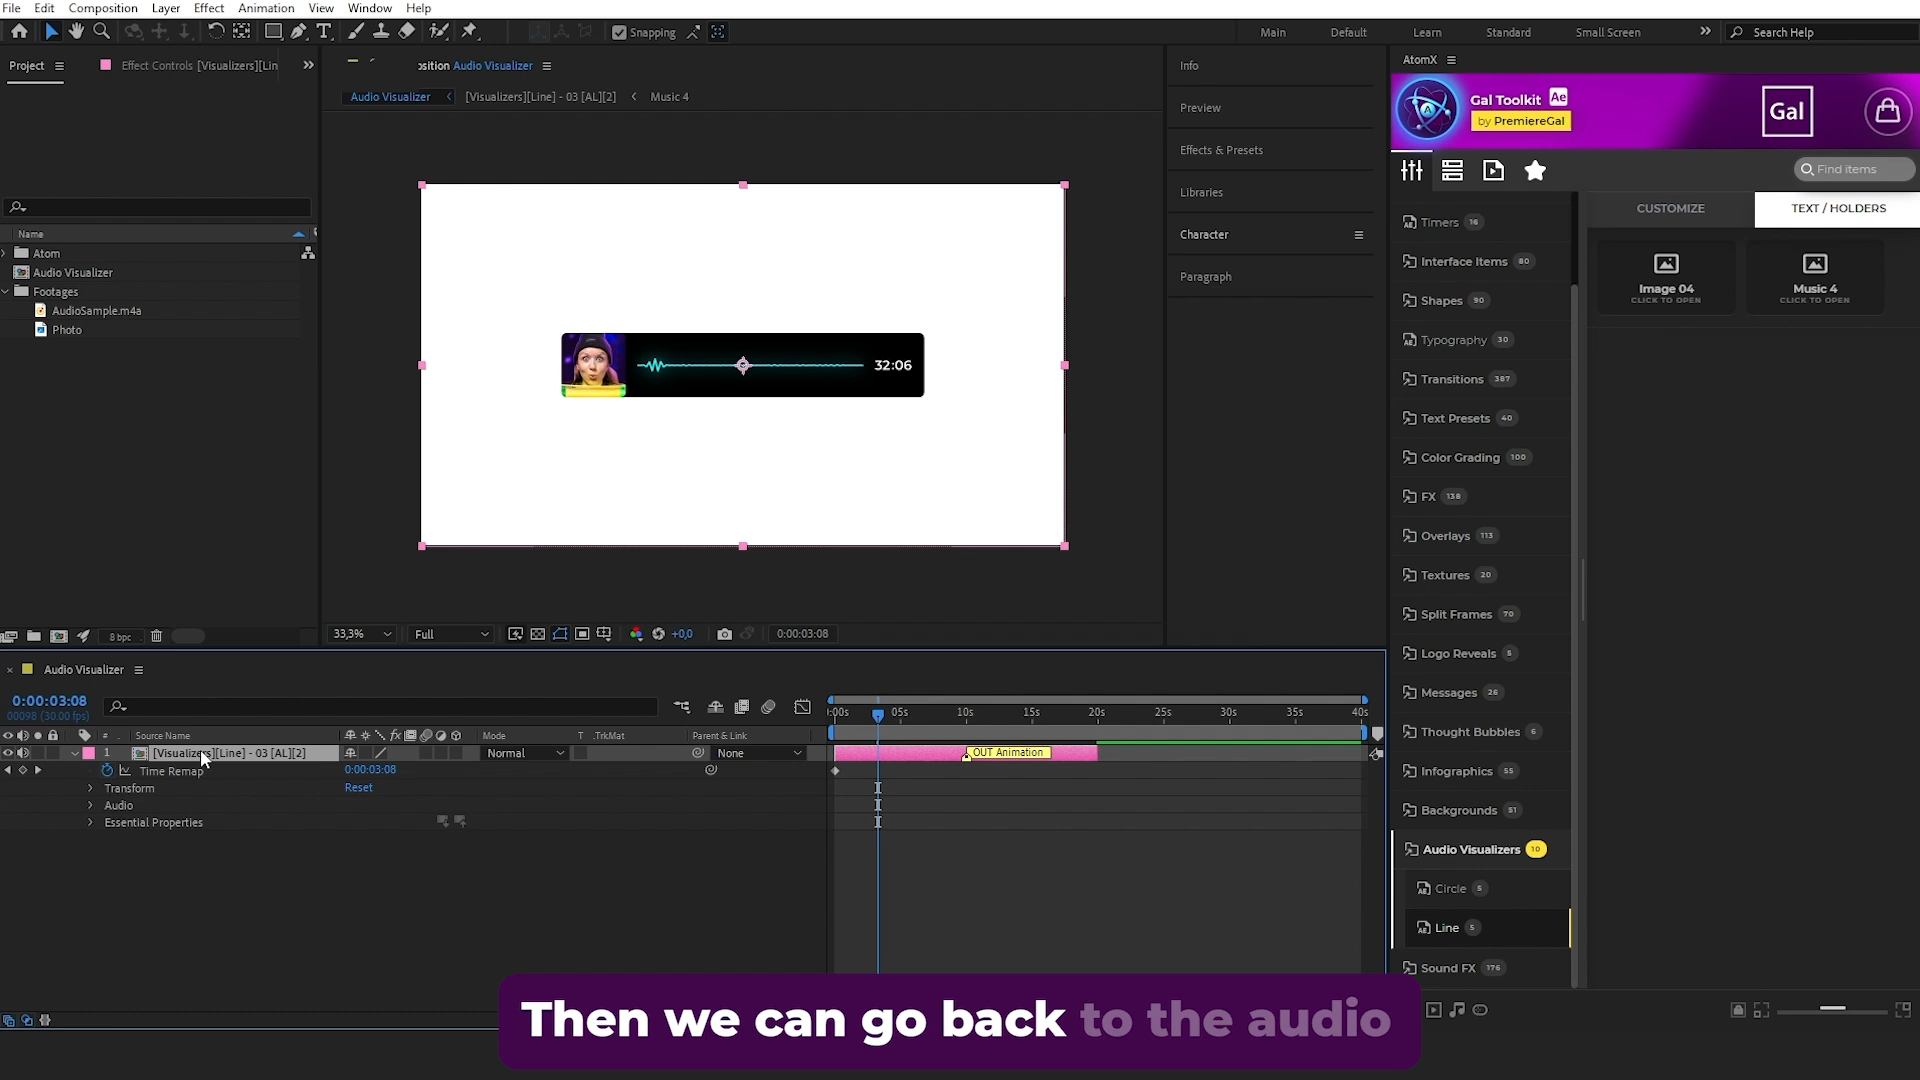 File Edit Composition Layer Effect Animation View Window Help
Snapping
Main Default Learn Standard Small Screen Search Help
Project Effect Controls [Visualizers][Lin
sition Audio Visualizer
Audio Visualizer [Visualizers][Line] - 03 [AL][2] Music 4
Name
Atom
Audio Visualizer
Footages
AudioSample.m4a
Photo
8 bpc
32:06
33,3% Full +0,0 0:00:03:08
Info
Preview
Effects & Presets
Libraries
Character
Paragraph
AtomX
Gal Toolkit Ae
by PremiereGal
Gal
Find items
CUSTOMIZE TEXT / HOLDERS
Image 04
CLICK TO OPEN
Music 4
CLICK TO OPEN
Timers 16
Interface Items 80
Shapes 90
Typography 30
Transitions 387
Text Presets 40
Color Grading 100
FX 138
Overlays 113
Textures 20
Split Frames 70
Logo Reveals 5
Messages 26
Thought Bubbles 6
Infographics 55
Backgrounds 51
Audio Visualizers 10
Circle 5
Line 5
Sound FX 176
Audio Visualizer
0:00:03:08
00098 (30.00 fps)
:00s 05s 10s 15s 20s 25s 30s 35s 40s
# Source Name fx Mode T .TrkMat Parent & Link
1 [Visualizers][Line] - 03 [AL][2] Normal None
OUT Animation
Time Remap 0:00:03:08
Transform Reset
Audio
Essential Properties
Then we can go back to the audio